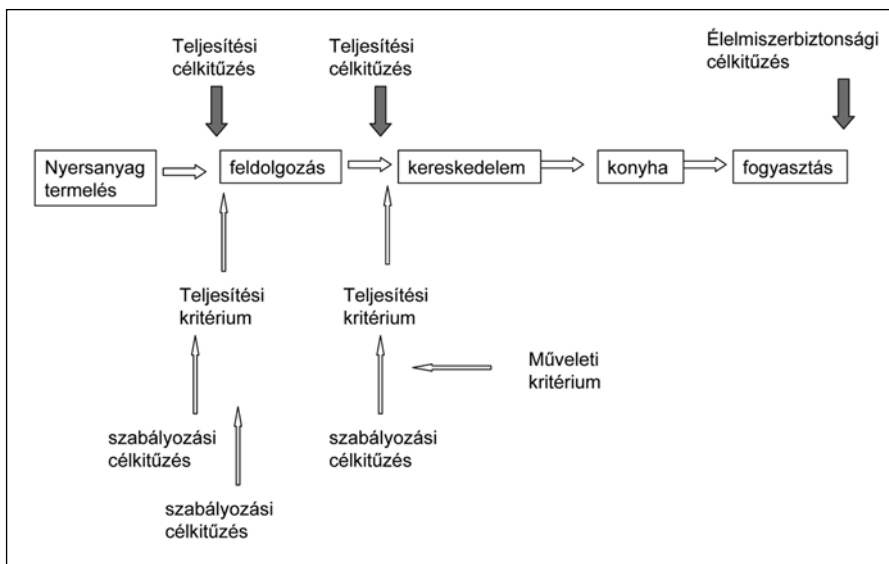 Teljesítési
célkitűzés
Teljesítési
célkitűzés
Élelmiszerbiztonsági
célkitűzés
Nyersanyag
termelés
feldolgozás
kereskedelem
konyha
fogyasztás
Teljesítési
kritérium
Teljesítési
kritérium
Műveleti
kritérium
szabályozási
célkitűzés
szabályozási
célkitűzés
szabályozási
célkitűzés